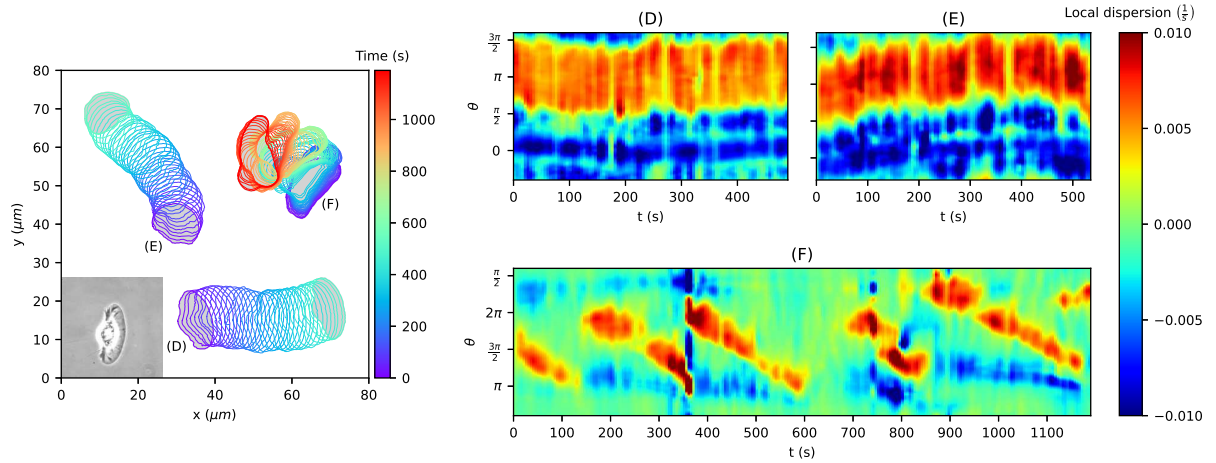 Time (s)
80
70
60
50
40
30
20
10
0
y (μm)
0 20 40 60 80
x (μm)
(E)
(F)
(D)
1000
800
600
400
200
0
(D)
3π/2
π
π/2
0
θ
0 100 200 300 400
t (s)
(E)
0 100 200 300 400 500
t (s)
(F)
π/2
2π
3π/2
π
θ
0 100 200 300 400 500 600 700 800 900 1000 1100
t (s)
Local dispersion (1/s)
0.010
0.005
0.000
−0.005
−0.010